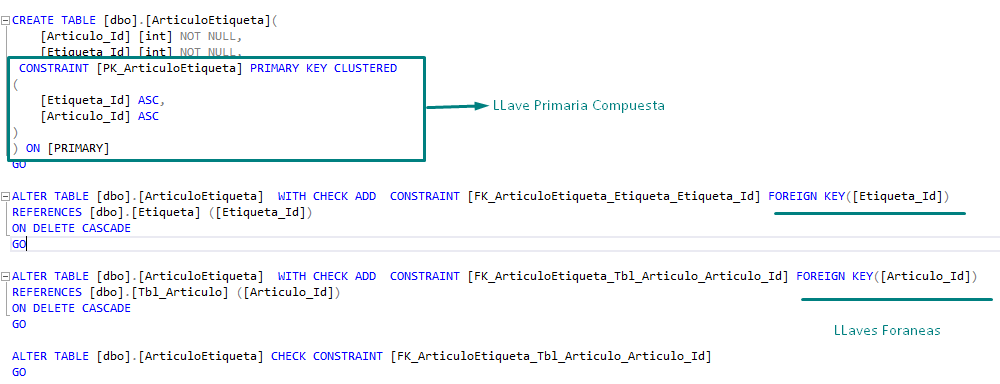 CREATE TABLE [dbo].[ArticuloEtiqueta](
[Articulo_Id] [int] NOT NULL,
[Etiqueta_Id] [int] NOT NULL,
CONSTRAINT [PK_ArticuloEtiqueta] PRIMARY KEY CLUSTERED
(
[Etiqueta_Id] ASC,
LLave Primaria Compuesta
[Articulo_Id] ASC
)
) ON [PRIMARY]
GO
ALTER TABLE [dbo].[ArticuloEtiqueta]  WITH CHECK ADD  CONSTRAINT [FK_ArticuloEtiqueta_Etiqueta_Etiqueta_Id] FOREIGN KEY([Etiqueta_Id])
REFERENCES [dbo].[Etiqueta] ([Etiqueta_Id])
ON DELETE CASCADE
GO
ALTER TABLE [dbo].[ArticuloEtiqueta]  WITH CHECK ADD  CONSTRAINT [FK_ArticuloEtiqueta_Tbl_Articulo_Articulo_Id] FOREIGN KEY([Articulo_Id])
REFERENCES [dbo].[Tbl_Articulo] ([Articulo_Id])
ON DELETE CASCADE
GO
LLaves Foraneas
ALTER TABLE [dbo].[ArticuloEtiqueta] CHECK CONSTRAINT [FK_ArticuloEtiqueta_Tbl_Articulo_Articulo_Id]
GO